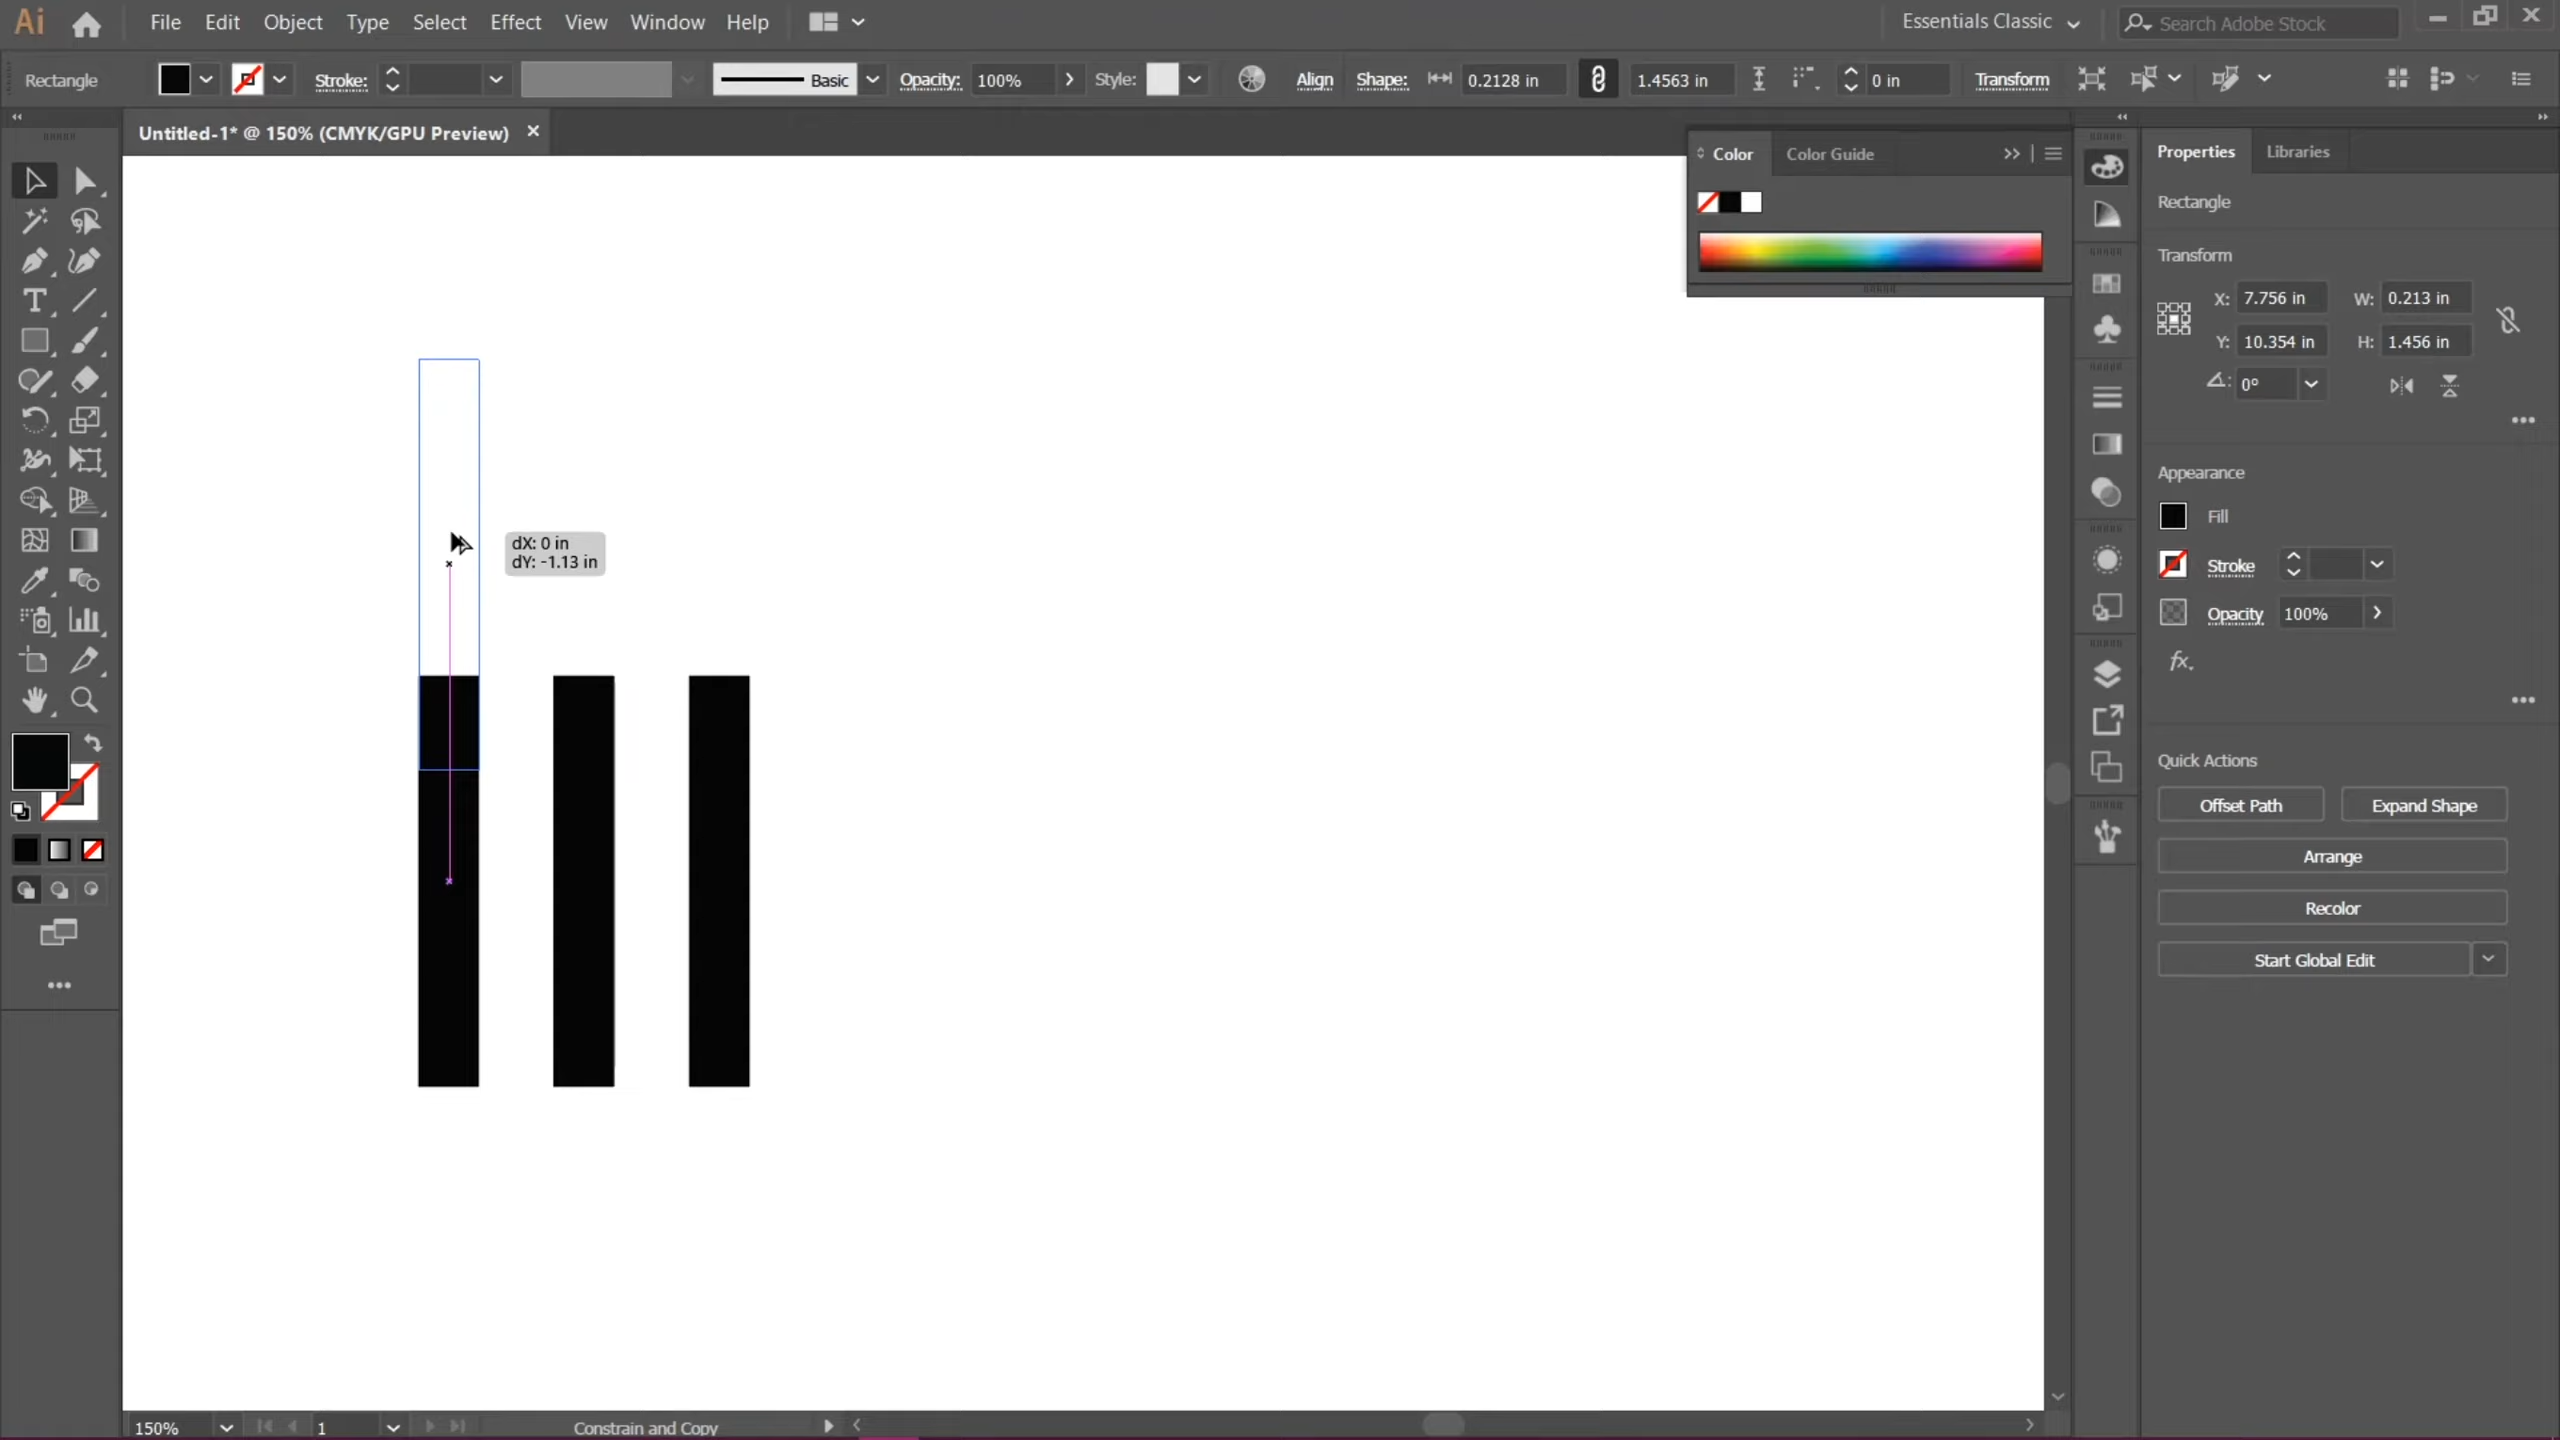 Ai File Edit Object Type Select Effect View Window Help Essentials Classic Search Adobe Stock
Rectangle Stroke: Basic Opacity: 100% Style: Align Shape: 0.2128 in 1.4563 in 0 in Transform
Untitled-1* @ 150% (CMYK/GPU Preview)
Color Color Guide
Properties Libraries
Rectangle
Transform
X: 7.756 in W: 0.213 in
Y: 10.354 in H: 1.456 in
0°
Appearance
Fill
Stroke
Opacity 100%
fx.
Quick Actions
Offset Path Expand Shape
Arrange
Recolor
Start Global Edit
dX: 0 in
dY: -1.13 in
T
150% 1 Constrain and Copy